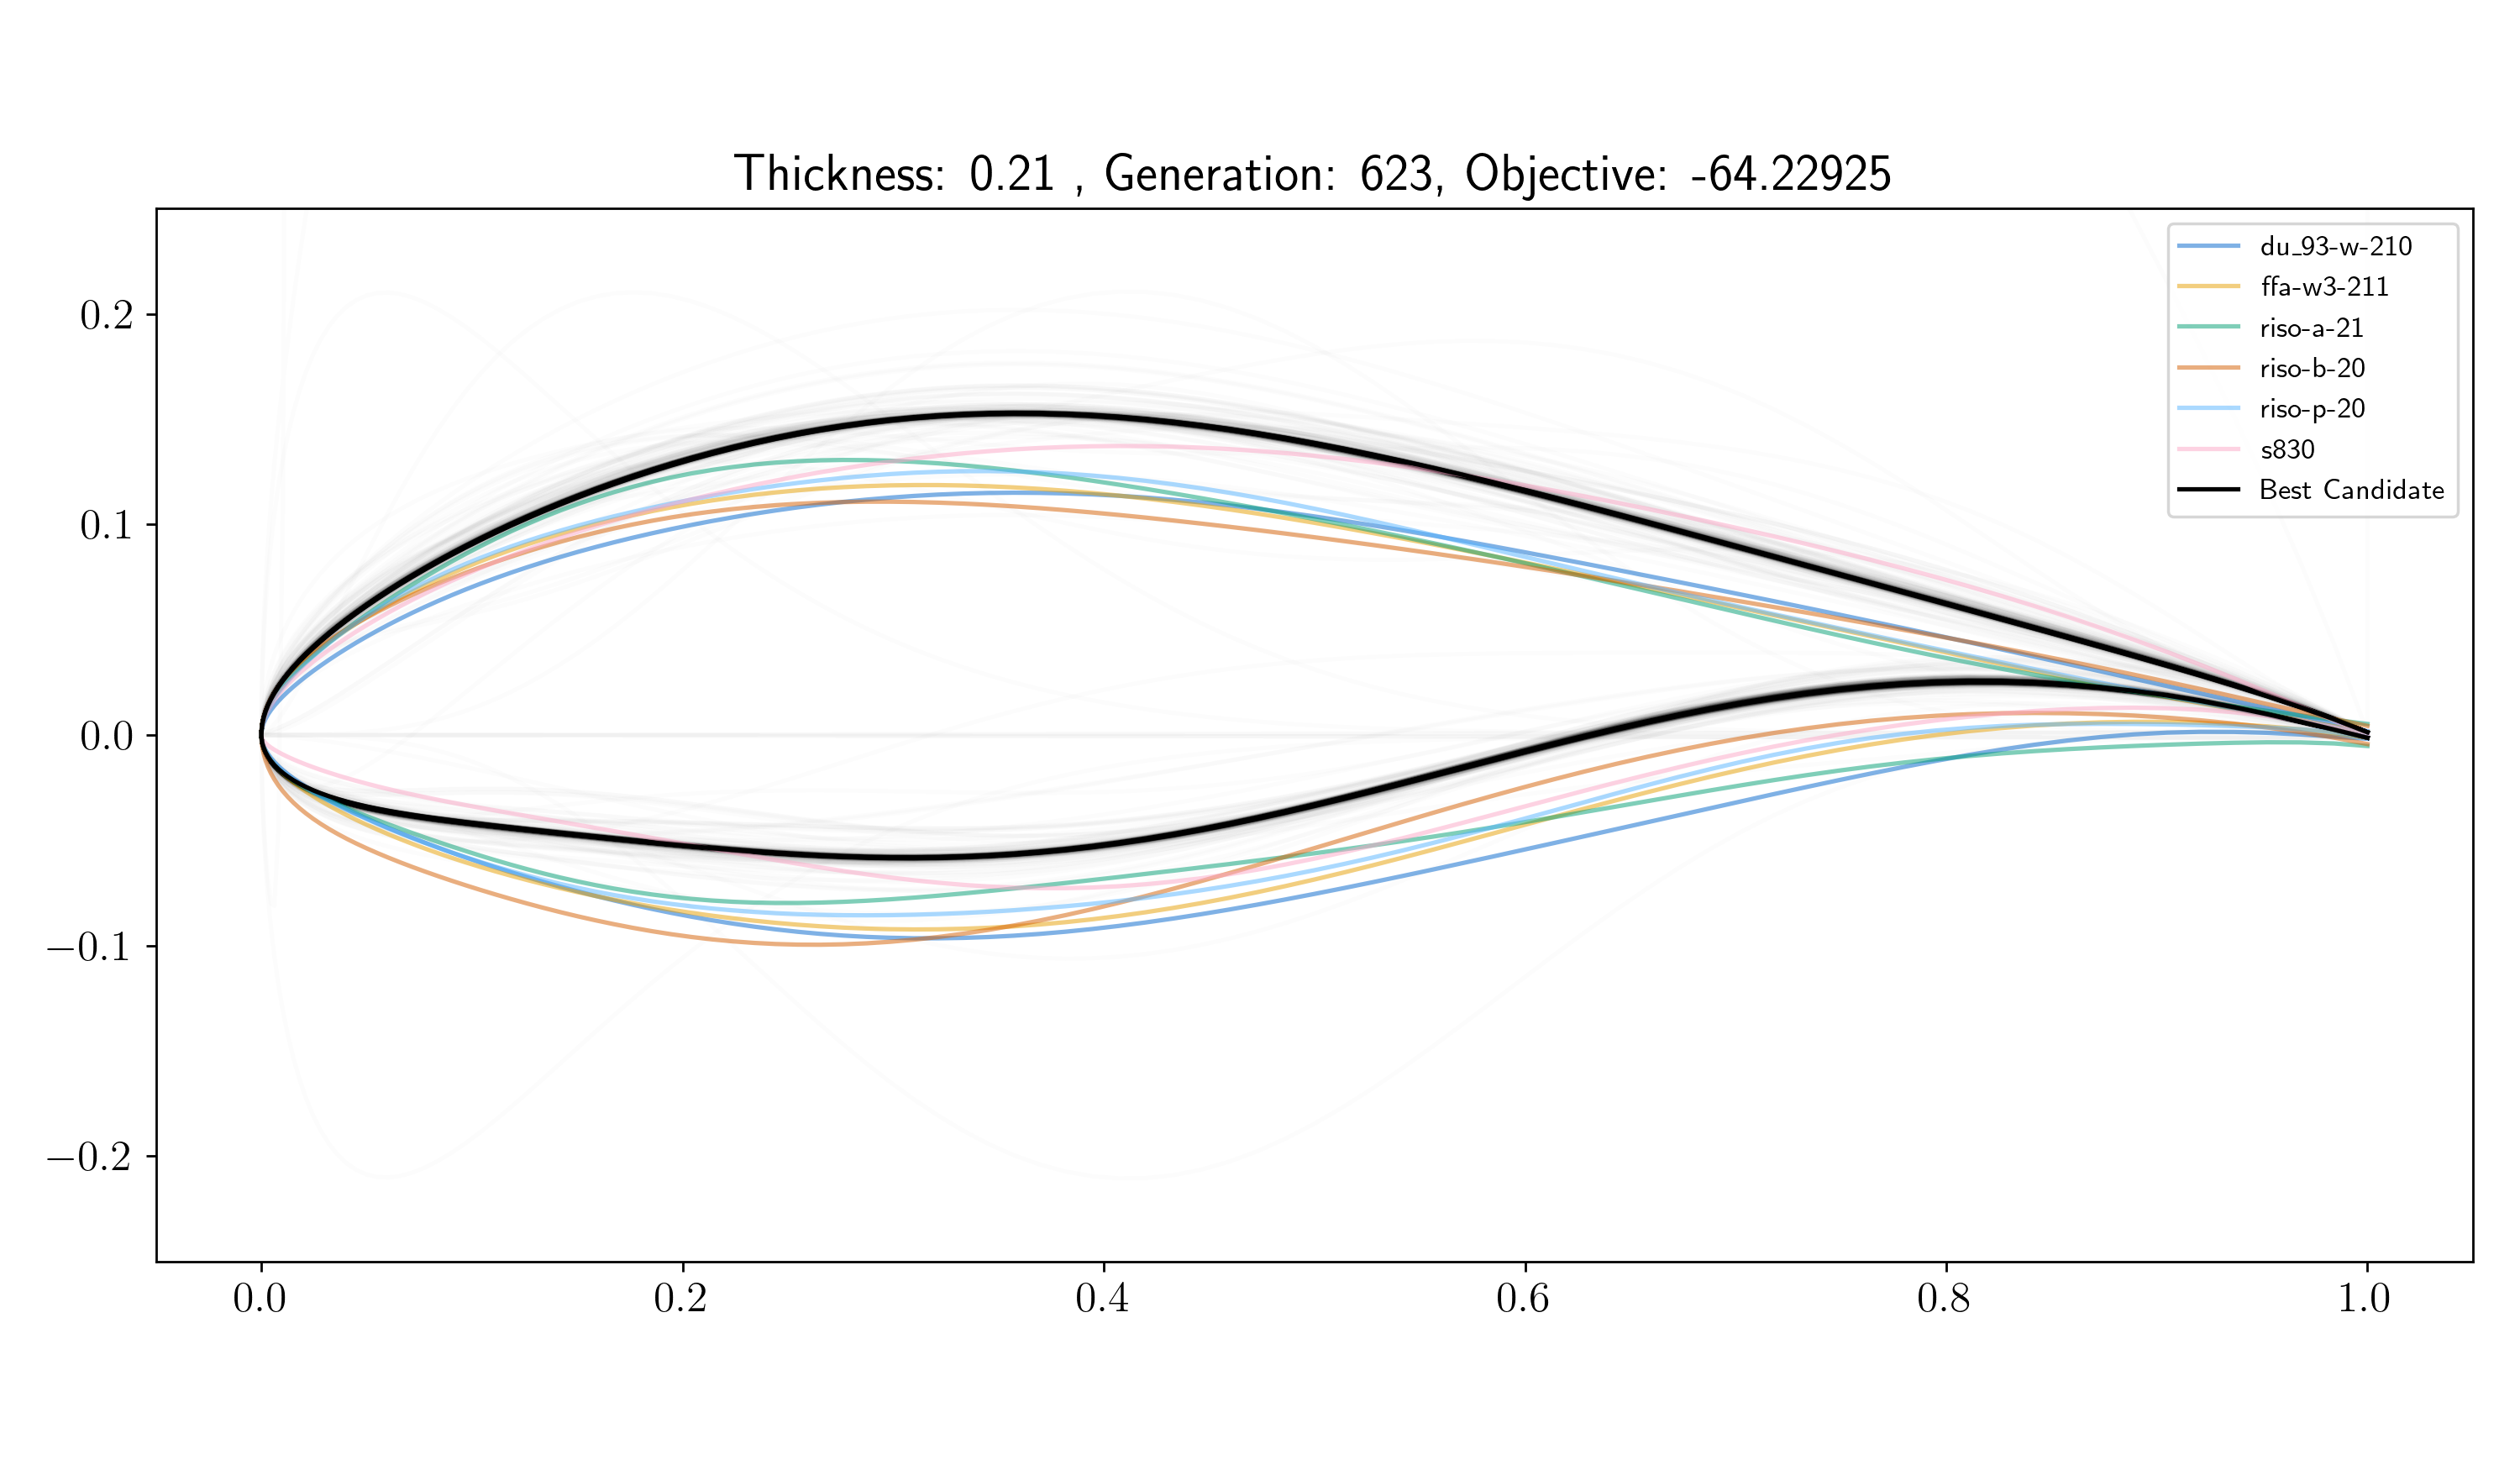 Thickness: 0.21 , Generation: 623, Objective: -64.22925
du_93-w-210
ffa-w3-211
riso-a-21
riso-b-20
riso-p-20
s830
Best Candidate
0.2
0.1
0.0
−0.1
−0.2
0.0 0.2 0.4 0.6 0.8 1.0